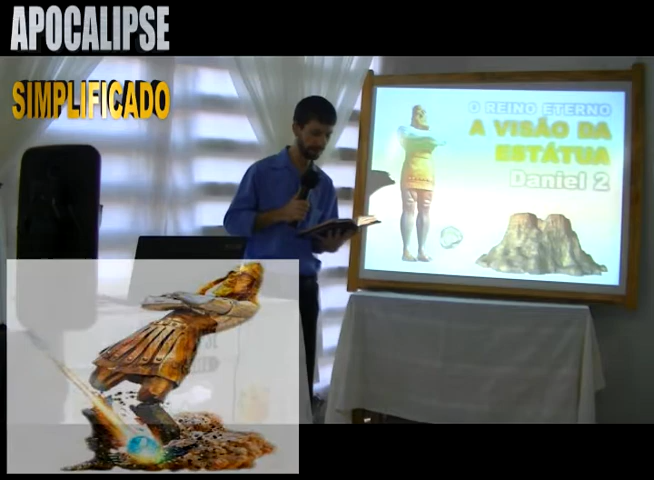 APOCALIPSE
SIMPLIFICADO
O REINO ETERNO
A VISÃO DA
ESTÁTUA
Daniel 2